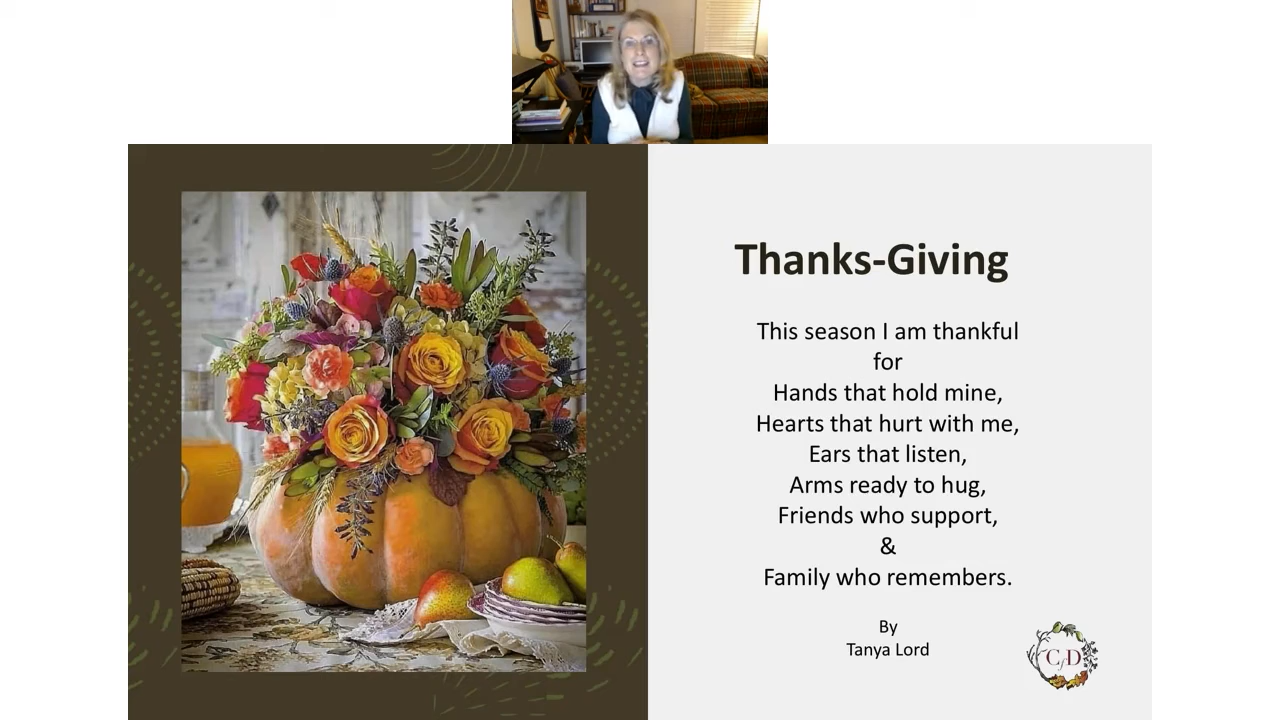 Thanks-Giving
This season I am thankful
for
Hands that hold mine,
Hearts that hurt with me,
Ears that listen,
Arms ready to hug,
Friends who support,
&
Family who remembers.
By
Tanya Lord
C/D